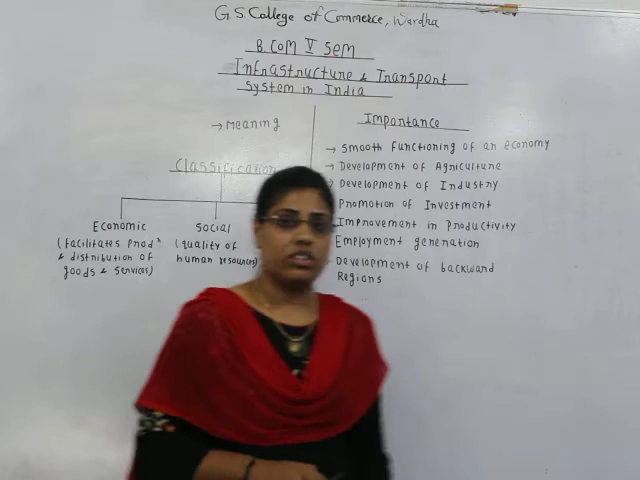 G.S College of Commerce, Wardha
B.COM V SEM
Infrastructure & Transport
System in India
→ Meaning
Classification
Economic
(facilitates prodⁿ
& distribution of
goods & services)
Social
(quality of
human resources)
Importance
→ Smooth functioning of an economy
→ Development of Agriculture
→ Development of Industry
Promotion of Investment
Improvement in Productivity
Employment generation
Development of backward
Regions